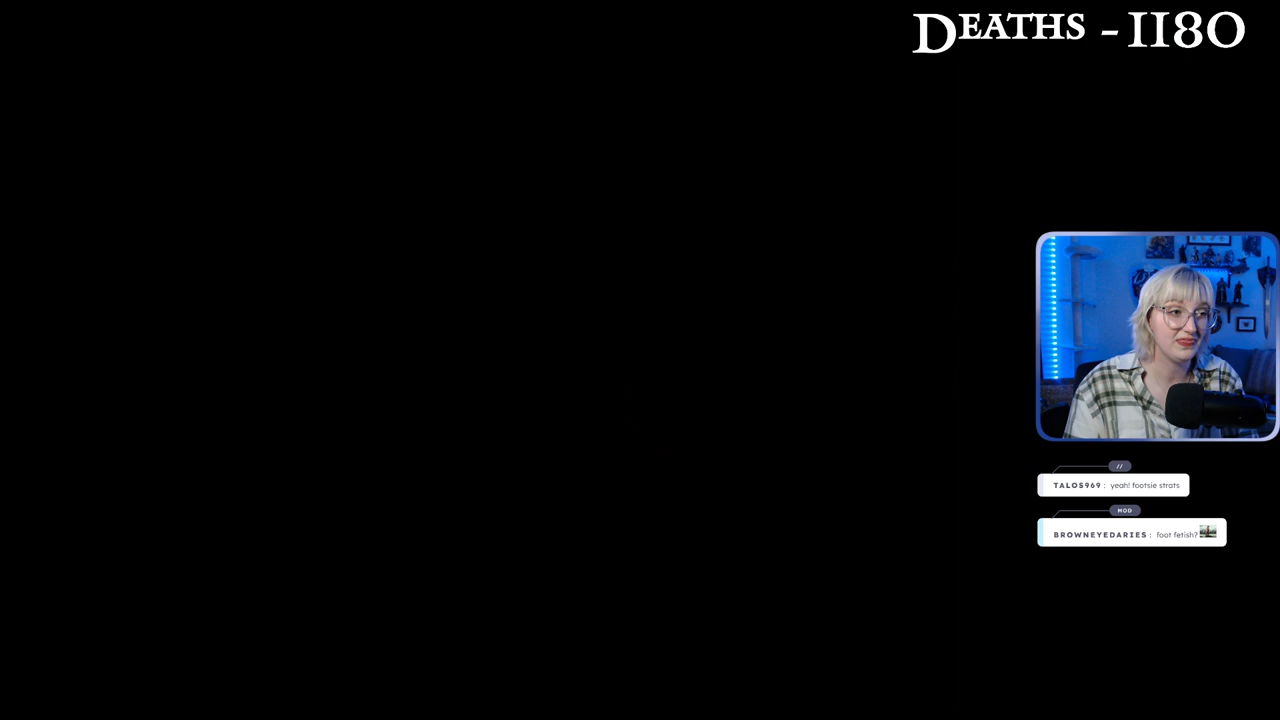 DEATHS - 1180
//
TALOS969 : yeah! footsie strats
MOD
BROWNEYEDARIES : foot fetish?